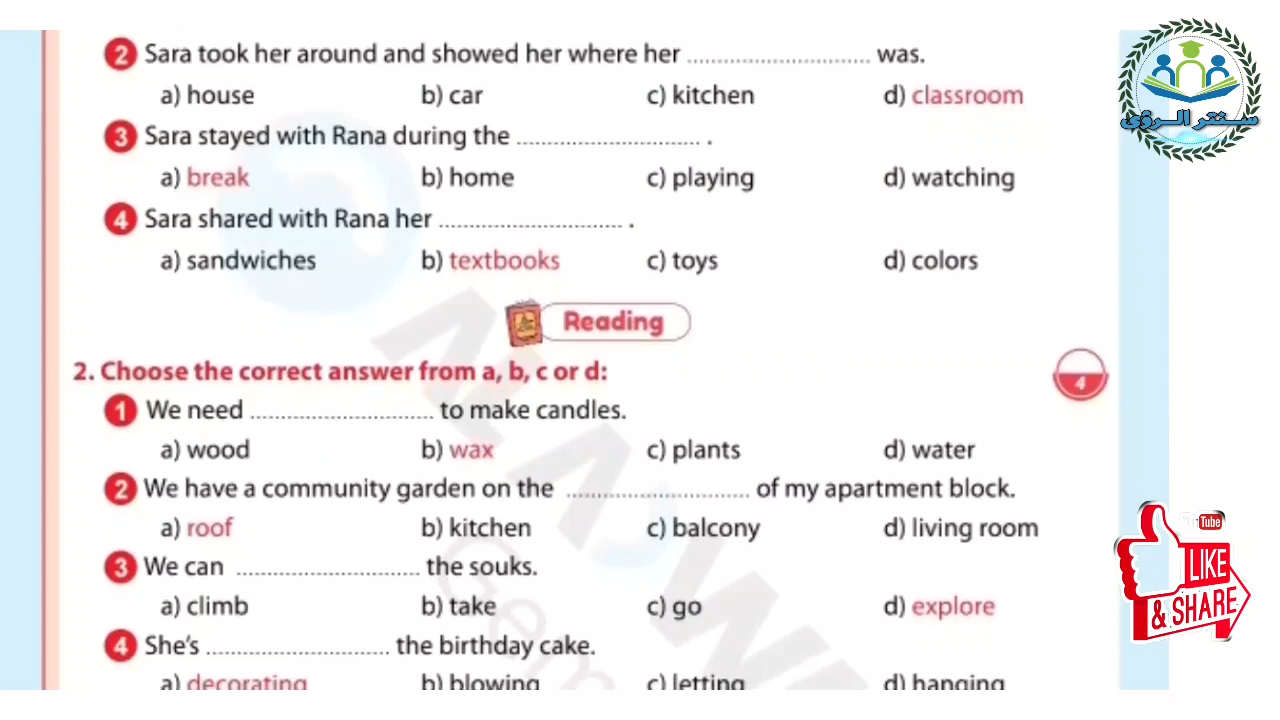 2 Sara took her around and showed her where her .............................. was.
a) house b) car c) kitchen d) classroom
3 Sara stayed with Rana during the .............................. .
a) break b) home c) playing d) watching
4 Sara shared with Rana her .............................. .
a) sandwiches b) textbooks c) toys d) colors
Reading
2. Choose the correct answer from a, b, c or d:
4
1 We need .............................. to make candles.
a) wood b) wax c) plants d) water
2 We have a community garden on the .............................. of my apartment block.
a) roof b) kitchen c) balcony d) living room
3 We can .............................. the souks.
a) climb b) take c) go d) explore
4 She's .............................. the birthday cake.
a) decorating b) blowing c) letting d) hanging
سنتر الرؤى
Tube
LIKE
& SHARE